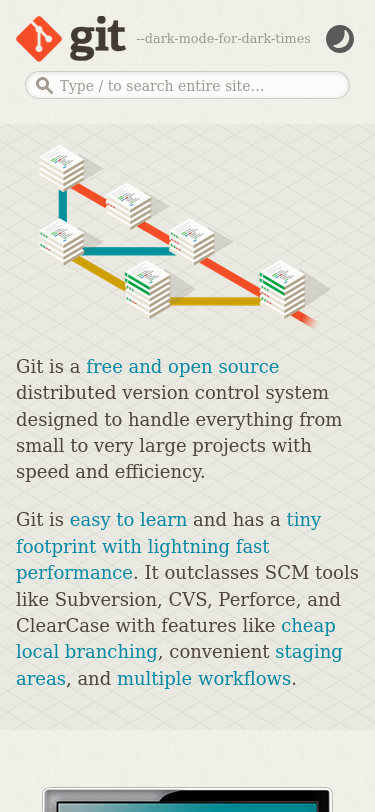 git --dark-mode-for-dark-times
Type / to search entire site...
Git is a free and open source
distributed version control system
designed to handle everything from
small to very large projects with
speed and efficiency.
Git is easy to learn and has a tiny
footprint with lightning fast
performance. It outclasses SCM tools
like Subversion, CVS, Perforce, and
ClearCase with features like cheap
local branching, convenient staging
areas, and multiple workflows.